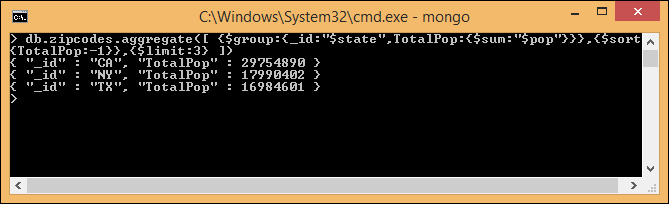 C:\Windows\System32\cmd.exe - mongo
> db.zipcodes.aggregate([ {$group:{_id:"$state",TotalPop:{$sum:"$pop"}}},{$sort
{TotalPop:-1}},{$limit:3} ])
{ "_id" : "CA", "TotalPop" : 29754890 }
{ "_id" : "NY", "TotalPop" : 17990402 }
{ "_id" : "TX", "TotalPop" : 16984601 }
>